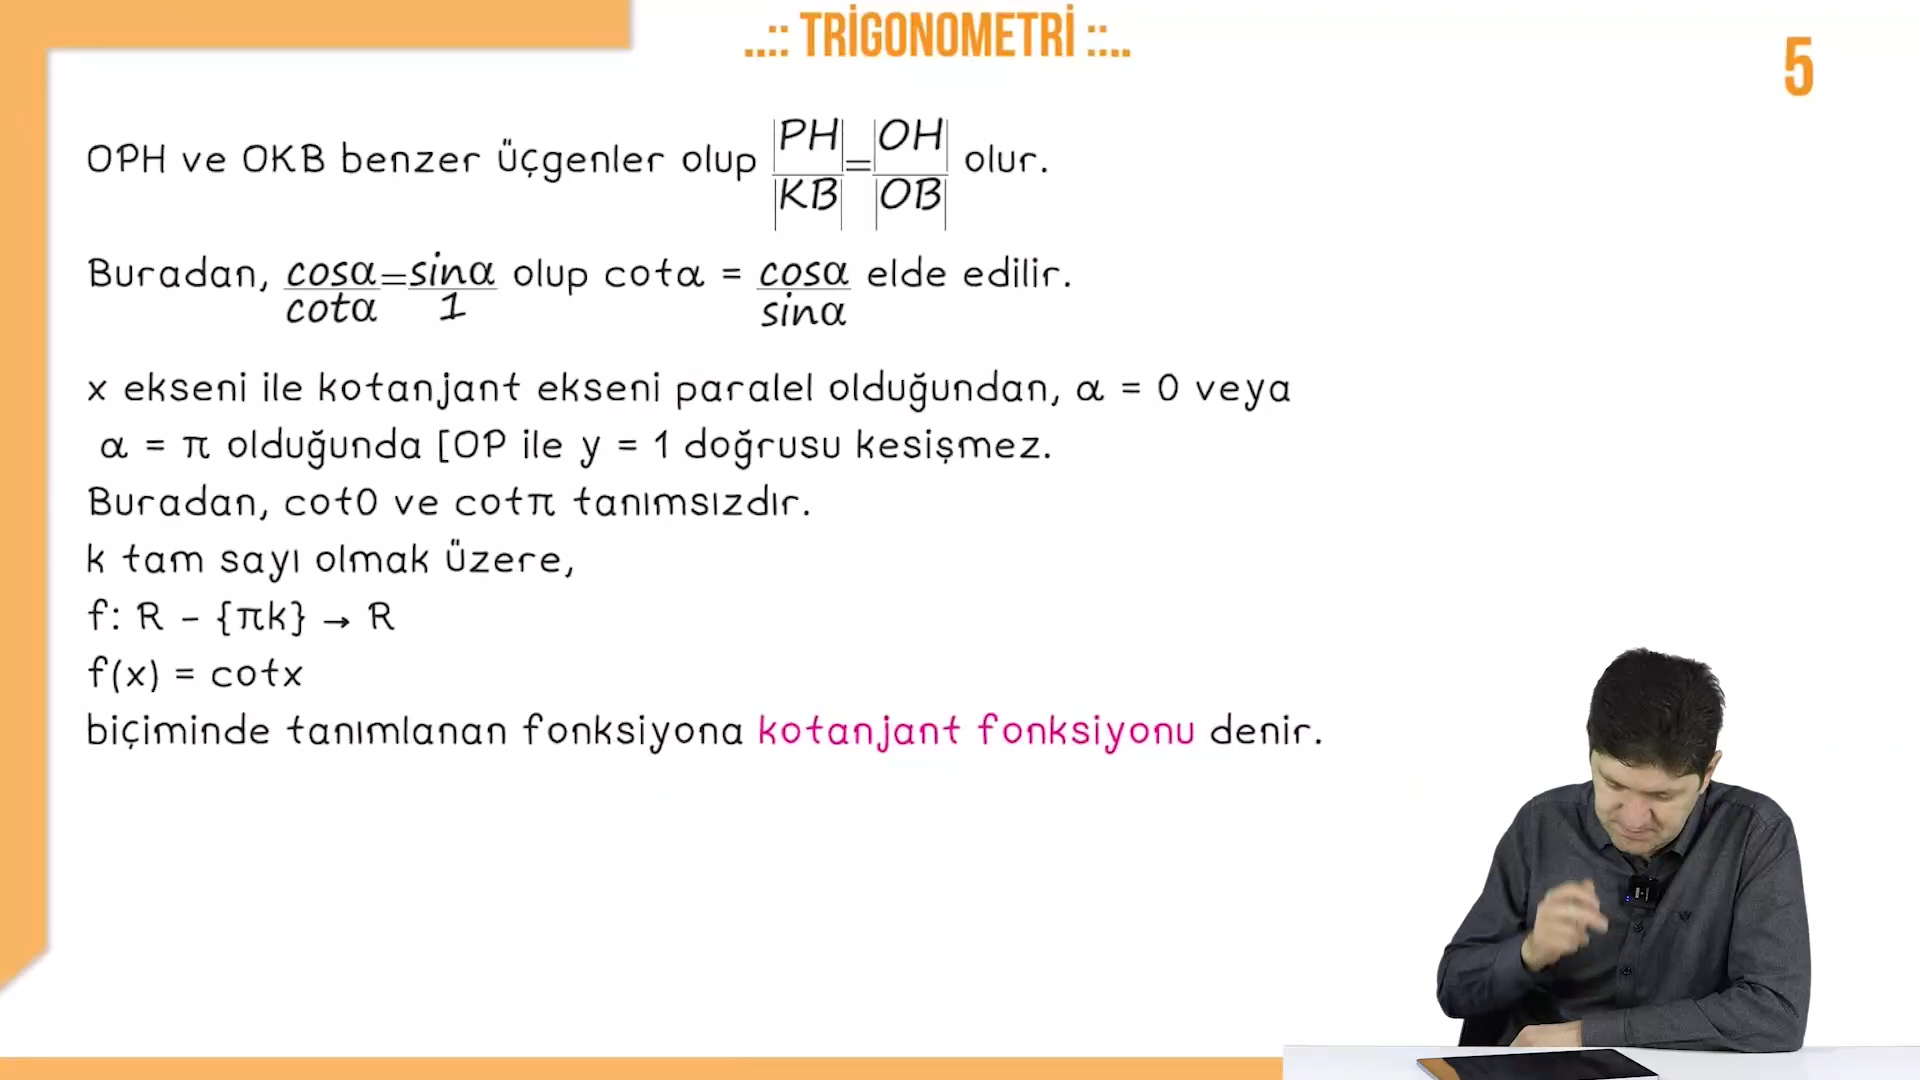 ..:: TRİGONOMETRİ ::..
5
OPH ve OKB benzer üçgenler olup |PH|/|KB| = |OH|/|OB| olur.
Buradan, cosα/cotα = sinα/1 olup cotα = cosα/sinα elde edilir.
x ekseni ile kotanjant ekseni paralel olduğundan, α = 0 veya
α = π olduğunda [OP ile y = 1 doğrusu kesişmez.
Buradan, cot0 ve cotπ tanımsızdır.
k tam sayı olmak üzere,
f: R - {πk} → R
f(x) = cotx
biçiminde tanımlanan fonksiyona kotanjant fonksiyonu denir.